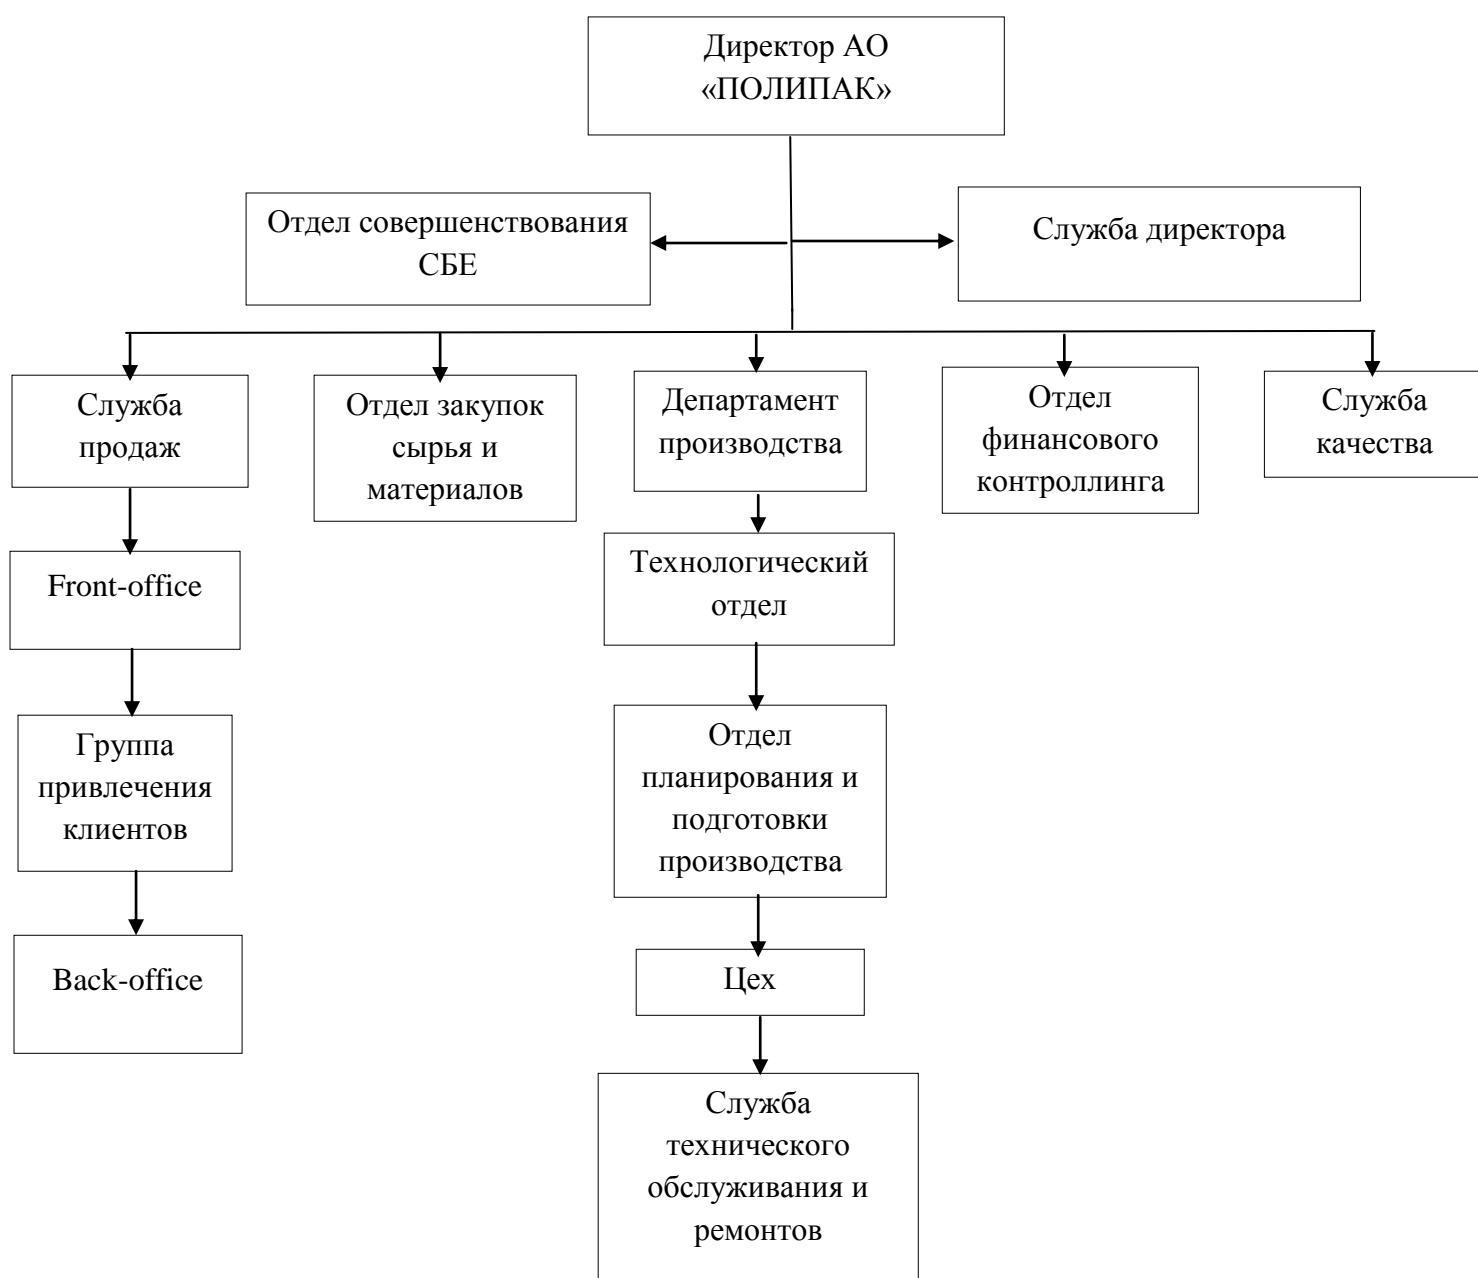 Директор АО
«ПОЛИПАК»
Отдел совершенствования
СБЕ
Служба директора
Служба
продаж
Отдел закупок
сырья и
материалов
Департамент
производства
Отдел
финансового
контроллинга
Служба
качества
Front-office
Технологический
отдел
Группа
привлечения
клиентов
Отдел
планирования и
подготовки
производства
Back-office
Цех
Служба
технического
обслуживания и
ремонтов